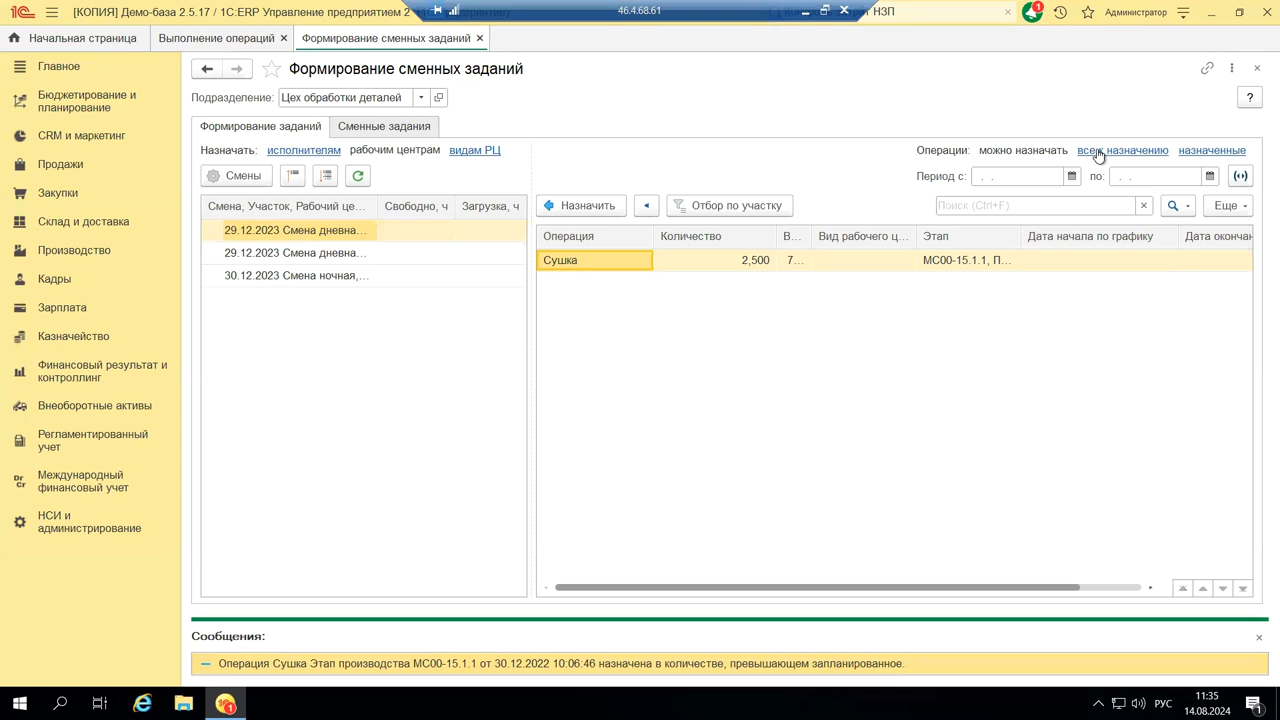 [КОПИЯ] Демо-база 2.5.17 / 1С:ERP Управление предприятием 2
46.4.68.61
НЗП
1
Администратор
Начальная страница
Выполнение операций
Формирование сменных заданий
Главное
Бюджетирование и
планирование
CRM и маркетинг
Продажи
Закупки
Склад и доставка
Производство
Кадры
Зарплата
Казначейство
Финансовый результат и
контроллинг
Внеоборотные активы
Регламентированный
учет
Международный
финансовый учет
НСИ и
администрирование
Формирование сменных заданий
Подразделение:
Цех обработки деталей
?
Формирование заданий
Сменные задания
Назначать: исполнителям рабочим центрам видам РЦ
Операции: можно назначать все к назначению назначенные
Смены
Период с: . . по: . .
Смена, Участок, Рабочий це... Свободно, ч Загрузка, ч
29.12.2023 Смена дневна...
29.12.2023 Смена дневна...
30.12.2023 Смена ночная,...
Назначить
Отбор по участку
Поиск (Ctrl+F)
Еще
Операция Количество В... Вид рабочего ц... Этап Дата начала по графику Дата окончан
Сушка 2,500 7... МС00-15.1.1, П...
Сообщения:
Операция Сушка Этап производства МС00-15.1.1 от 30.12.2022 10:06:46 назначена в количестве, превышающем запланированное.
РУС
11:35
14.08.2024
1